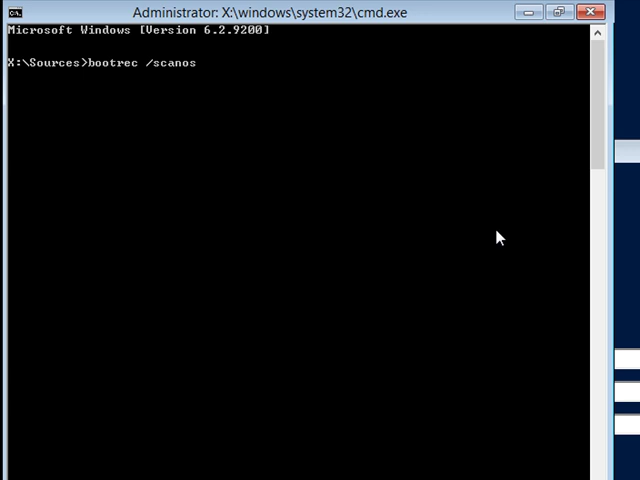 Administrator: X:\windows\system32\cmd.exe
Microsoft Windows [Version 6.2.9200]
X:\Sources>bootrec /scanos